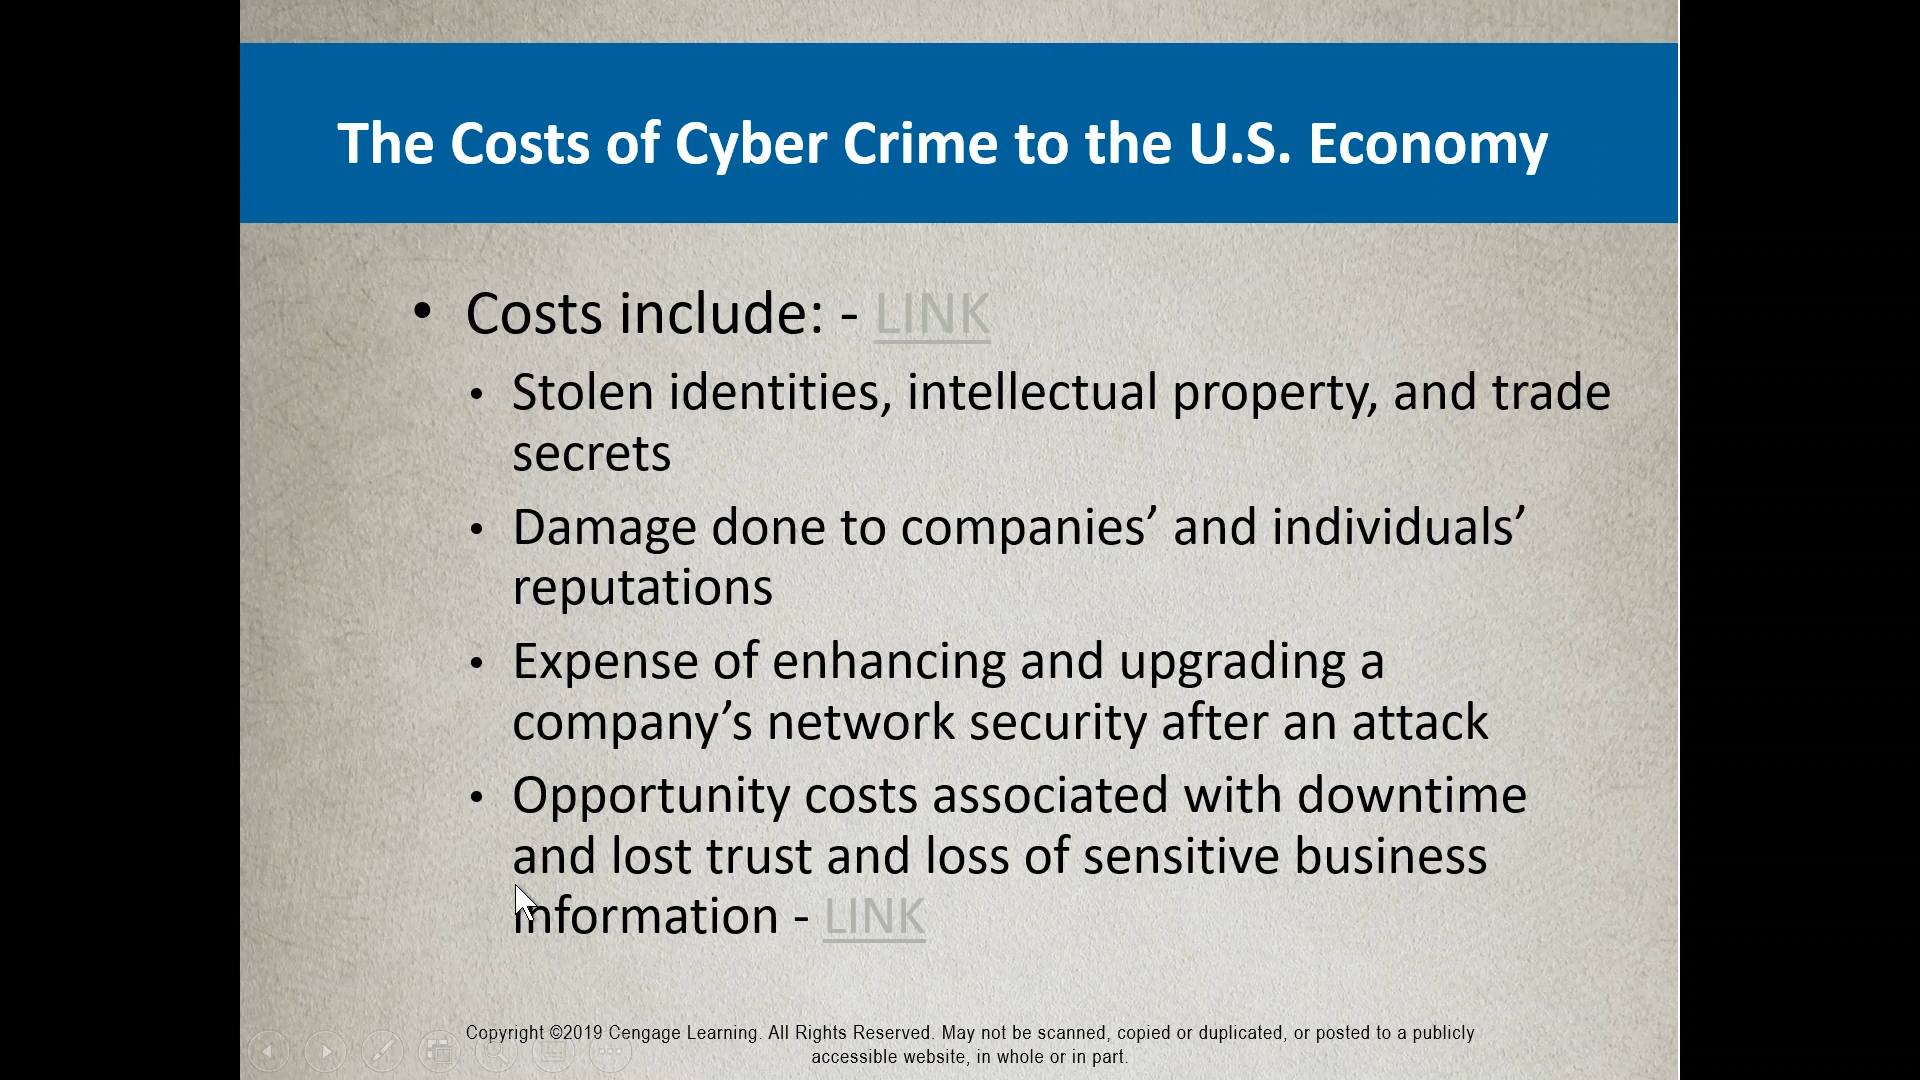 The Costs of Cyber Crime to the U.S. Economy
• Costs include: - LINK
• Stolen identities, intellectual property, and trade
secrets
• Damage done to companies’ and individuals’
reputations
• Expense of enhancing and upgrading a
company’s network security after an attack
• Opportunity costs associated with downtime
and lost trust and loss of sensitive business
information - LINK
Copyright ©2019 Cengage Learning. All Rights Reserved. May not be scanned, copied or duplicated, or posted to a publicly
accessible website, in whole or in part.